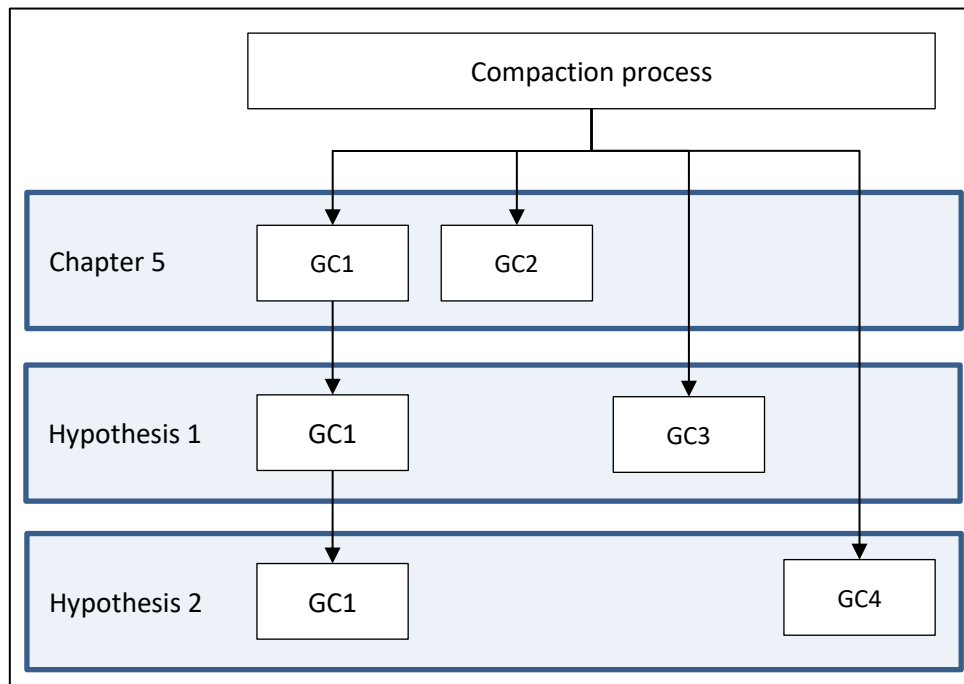 Compaction process
Chapter 5
GC1
GC2
Hypothesis 1
GC1
GC3
Hypothesis 2
GC1
GC4